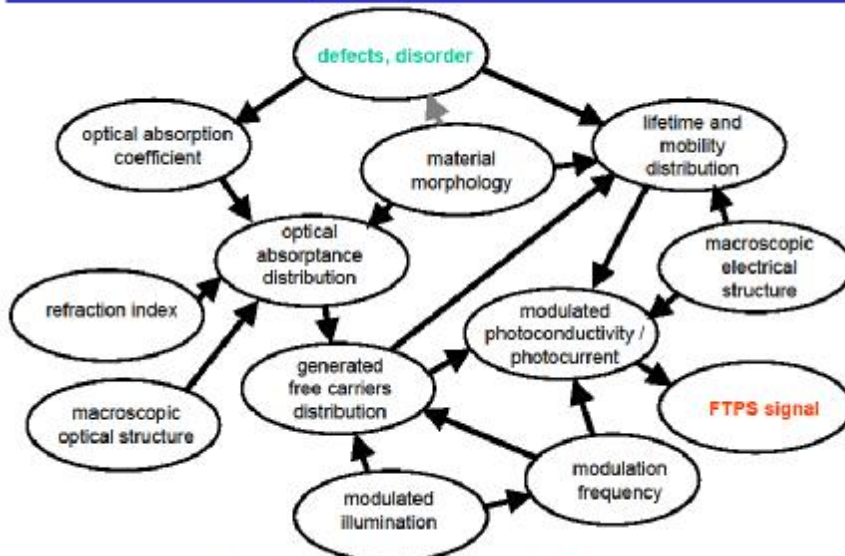 defects, disorder
optical absorption
coefficient
lifetime and
mobility
distribution
material
morphology
optical
absorptance
distribution
macroscopic
electrical
structure
refraction index
modulated
photoconductivity /
photocurrent
generated
free carriers
distribution
macroscopic
optical structure
FTPS signal
modulation
frequency
modulated
illumination